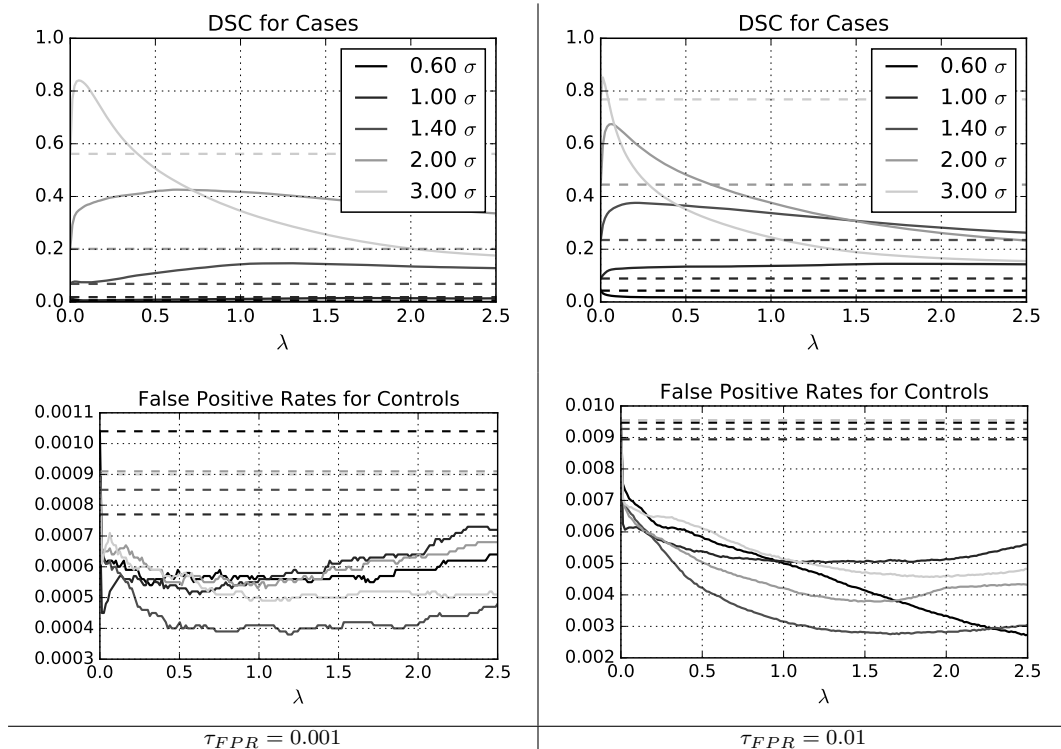 DSC for Cases
1.0
0.8
0.6
0.4
0.2
0.0
0.0 0.5 1.0 1.5 2.0 2.5
λ
0.60 σ
1.00 σ
1.40 σ
2.00 σ
3.00 σ
DSC for Cases
1.0
0.8
0.6
0.4
0.2
0.0
0.0 0.5 1.0 1.5 2.0 2.5
λ
0.60 σ
1.00 σ
1.40 σ
2.00 σ
3.00 σ
False Positive Rates for Controls
0.0011
0.0010
0.0009
0.0008
0.0007
0.0006
0.0005
0.0004
0.0003
0.0 0.5 1.0 1.5 2.0 2.5
λ
False Positive Rates for Controls
0.010
0.009
0.008
0.007
0.006
0.005
0.004
0.003
0.002
0.0 0.5 1.0 1.5 2.0 2.5
λ
τFPR = 0.001
τFPR = 0.01